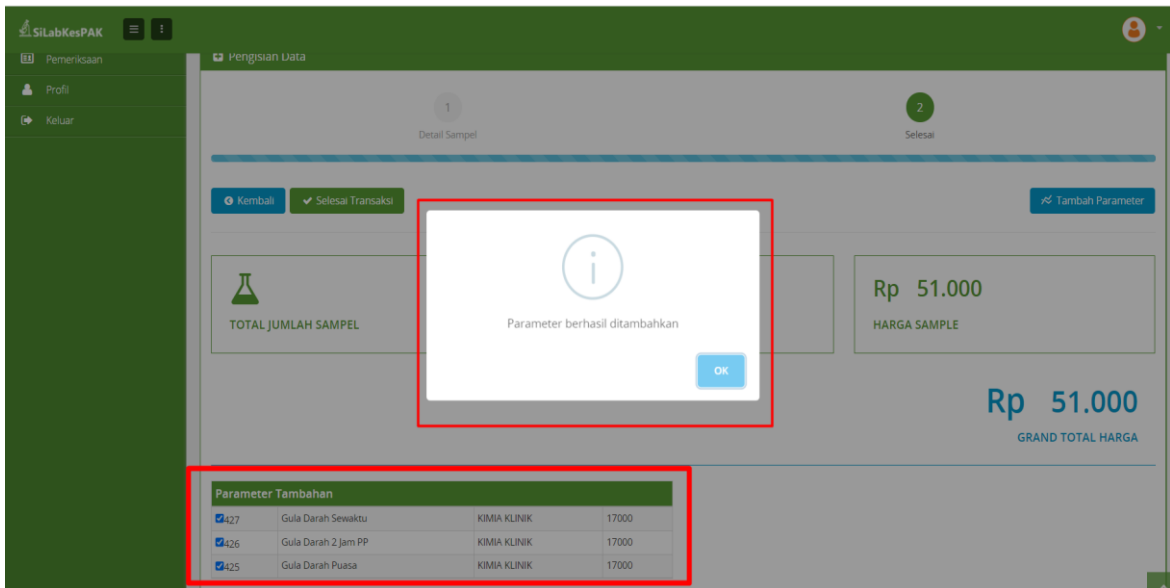 SiLabKesPAK
Pemeriksaan
Profil
Keluar
Pengisian Data
1
Detail Sampel
2
Selesai
Kembali
Selesai Transaksi
Tambah Parameter
TOTAL JUMLAH SAMPEL
Rp 51.000
HARGA SAMPLE
Parameter berhasil ditambahkan
OK
Rp 51.000
GRAND TOTAL HARGA
Parameter Tambahan
427 Gula Darah Sewaktu KIMIA KLINIK 17000
426 Gula Darah 2 Jam PP KIMIA KLINIK 17000
425 Gula Darah Puasa KIMIA KLINIK 17000